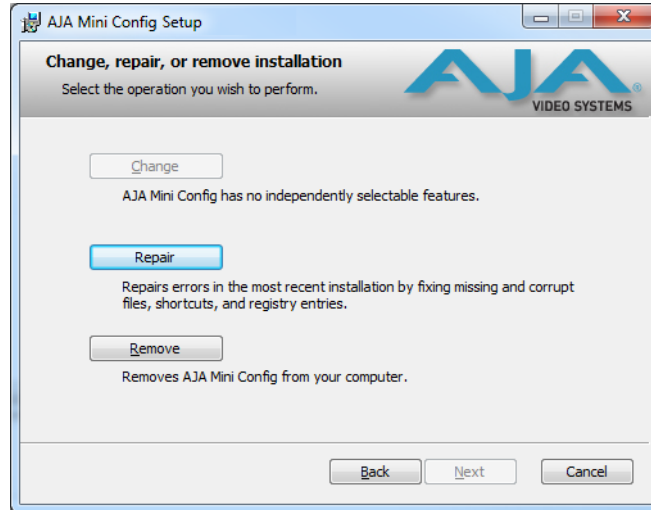 AJA Mini Config Setup
Change, repair, or remove installation
Select the operation you wish to perform.
AJA®
VIDEO SYSTEMS
Change
AJA Mini Config has no independently selectable features.
Repair
Repairs errors in the most recent installation by fixing missing and corrupt
files, shortcuts, and registry entries.
Remove
Removes AJA Mini Config from your computer.
Back Next Cancel